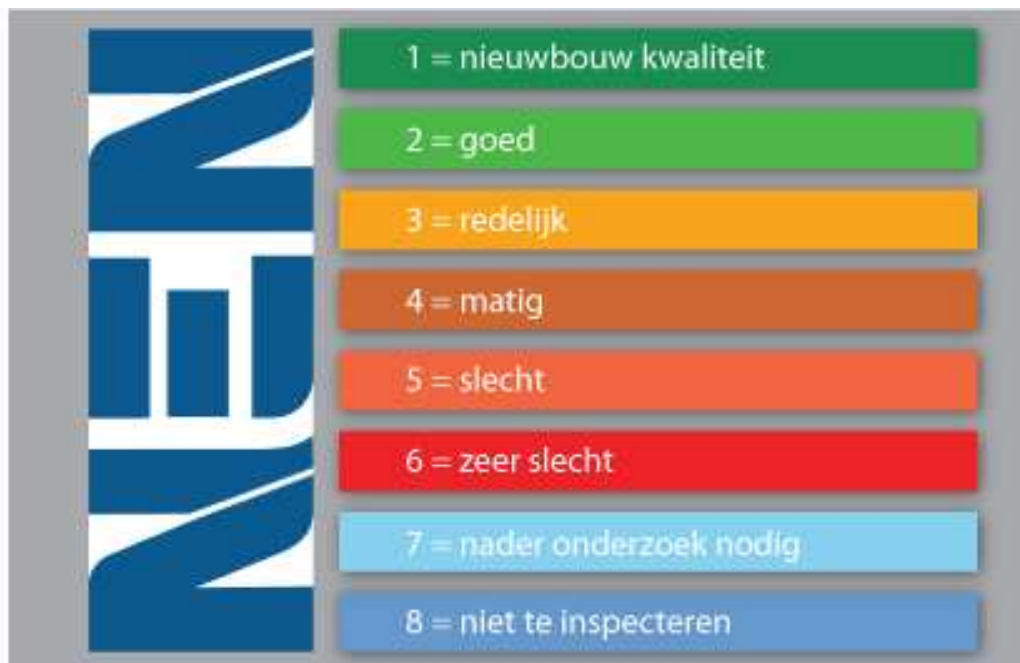 NEN
1 = nieuwbouw kwaliteit
2 = goed
3 = redelijk
4 = matig
5 = slecht
6 = zeer slecht
7 = nader onderzoek nodig
8 = niet te inspecteren